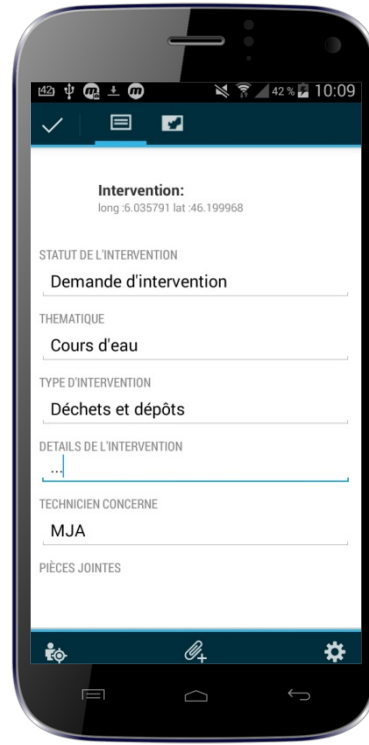 42 42 % 10:09
Intervention:
long :6.035791 lat :46.199968
STATUT DE L'INTERVENTION
Demande d'intervention
THEMATIQUE
Cours d'eau
TYPE D'INTERVENTION
Déchets et dépôts
DETAILS DE L'INTERVENTION
...
TECHNICIEN CONCERNE
MJA
PIÈCES JOINTES